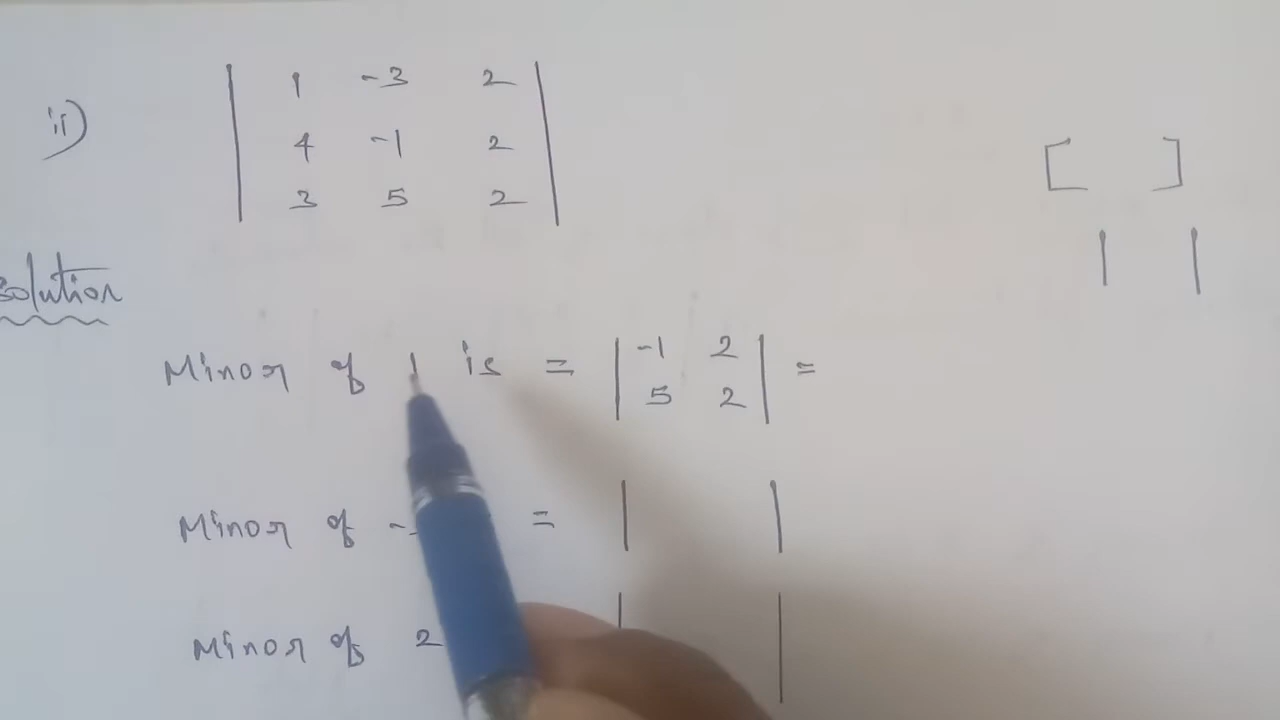 ii)
| 1 -3 2 |
| 4 -1 2 |
| 3 5 2 |
[ ]
| |
Solution
Minor of 1 is = | -1 2 | =
| 5 2 |
Minor of - = | |
Minor of 2 | |